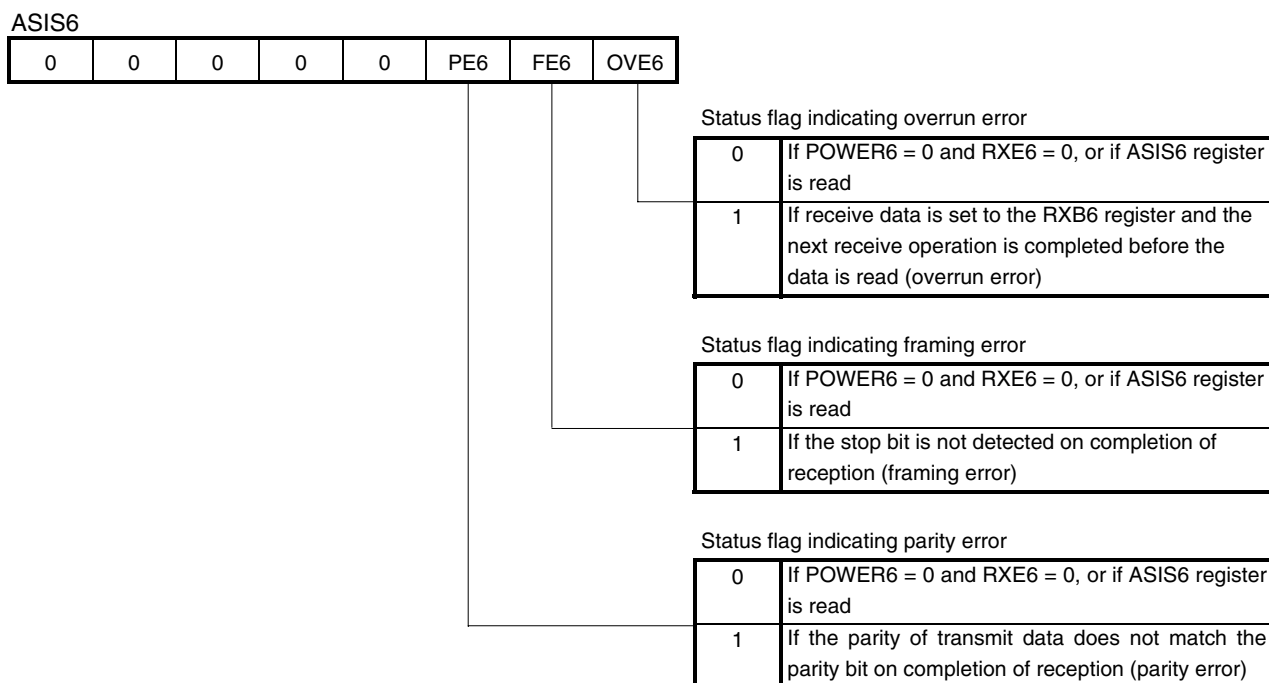 ASIS6
0 0 0 0 0 PE6 FE6 OVE6
Status flag indicating overrun error
0 If POWER6 = 0 and RXE6 = 0, or if ASIS6 register
is read
1 If receive data is set to the RXB6 register and the
next receive operation is completed before the
data is read (overrun error)
Status flag indicating framing error
0 If POWER6 = 0 and RXE6 = 0, or if ASIS6 register
is read
1 If the stop bit is not detected on completion of
reception (framing error)
Status flag indicating parity error
0 If POWER6 = 0 and RXE6 = 0, or if ASIS6 register
is read
1 If the parity of transmit data does not match the
parity bit on completion of reception (parity error)